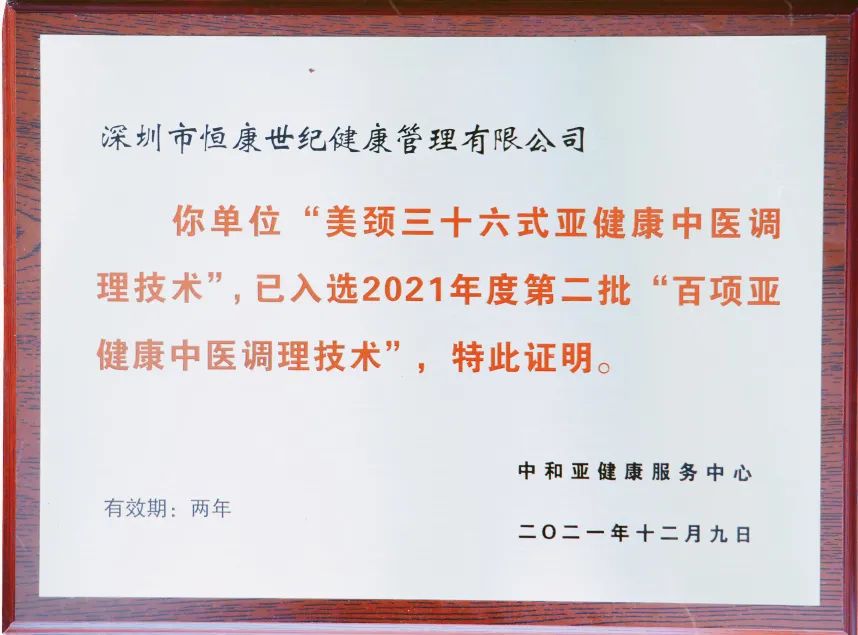 深圳市恒康世纪健康管理有限公司
你单位“美颈三十六式亚健康中医调
理技术”,已入选2021年度第二批“百项亚
健康中医调理技术”,特此证明。
中和亚健康服务中心
有效期：两年
二〇二一年十二月九日